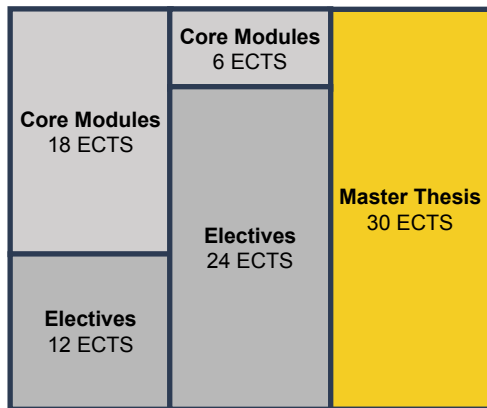 Core Modules
18 ECTS
Electives
12 ECTS
Core Modules
6 ECTS
Electives
24 ECTS
Master Thesis
30 ECTS